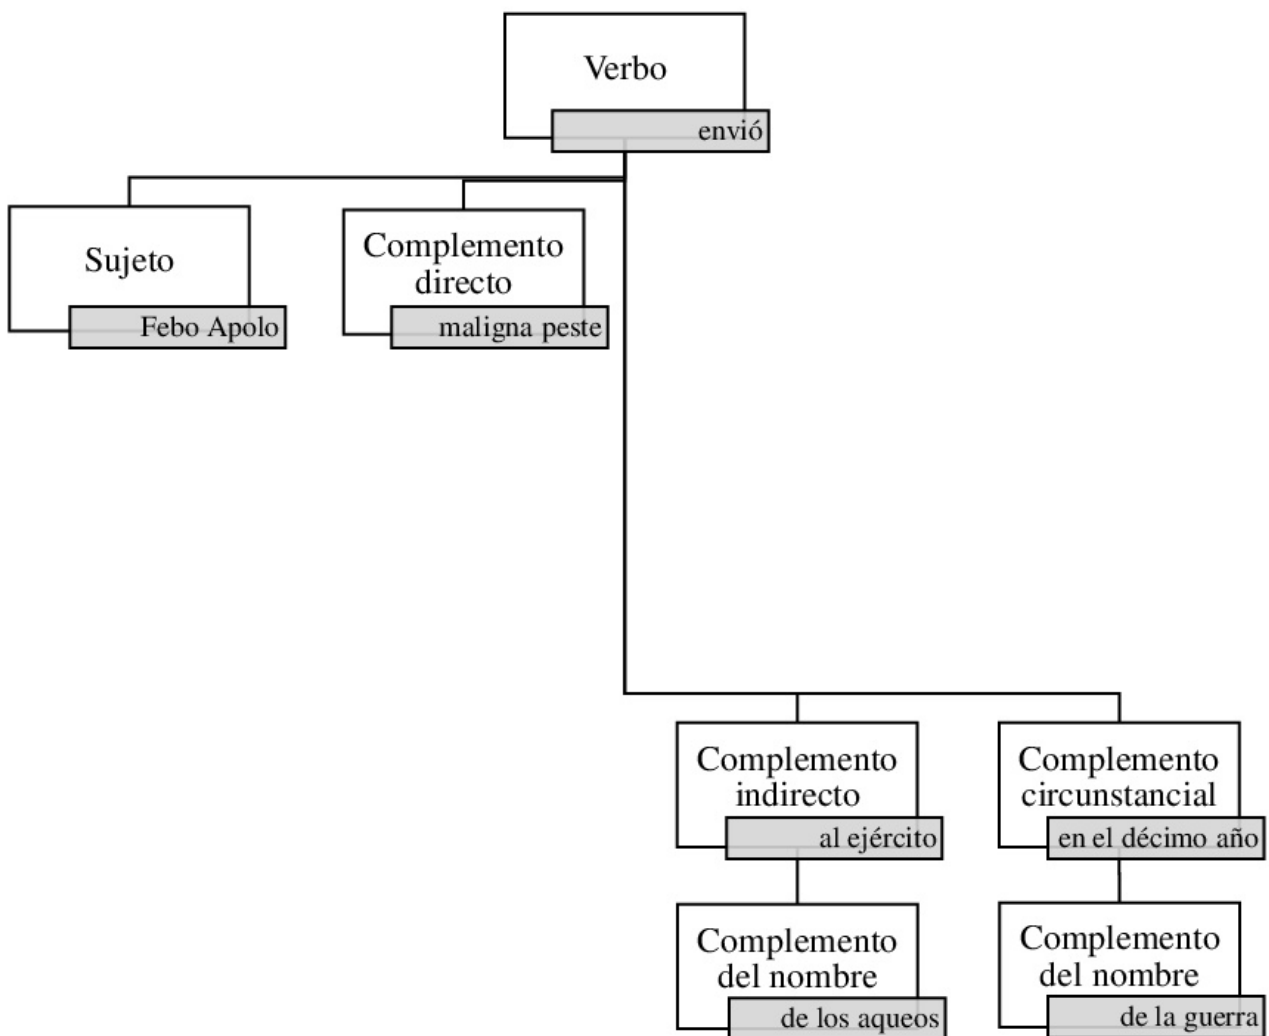 Verbo
envió
Sujeto
Febo Apolo
Complemento
directo
maligna peste
Complemento
indirecto
al ejército
Complemento
circunstancial
en el décimo año
Complemento
del nombre
de los aqueos
Complemento
del nombre
de la guerra